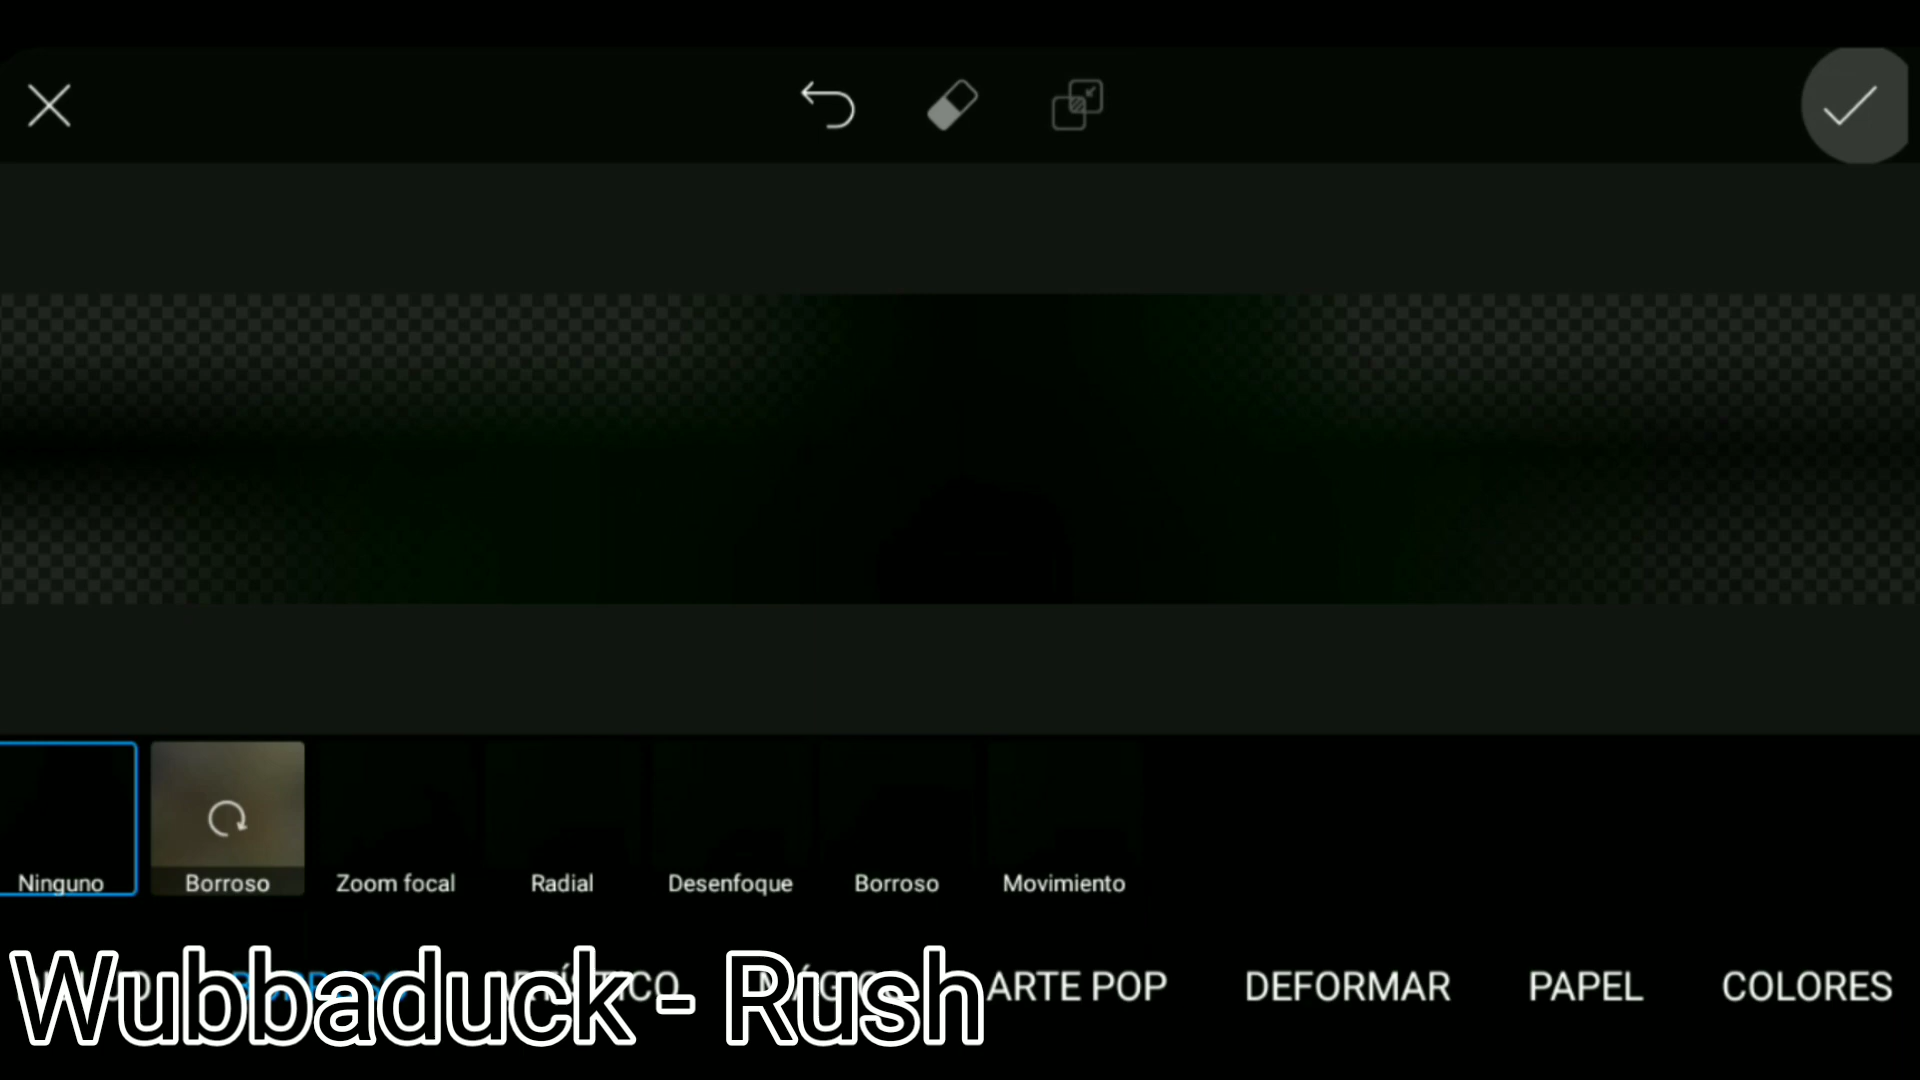 Ninguno
Borroso
Zoom focal
Radial
Desenfoque
Borroso
Movimiento
ARTE POP
DEFORMAR
PAPEL
COLORES
Wubbaduck - Rush